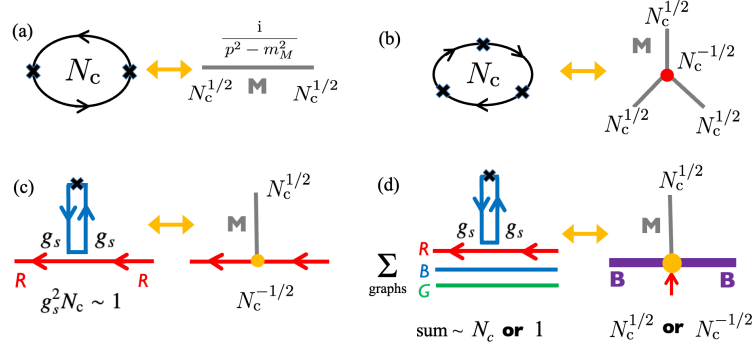 (a)
N_c
i
p² − m²_M
N_c^{1/2} M N_c^{1/2}
(b)
N_c
N_c^{1/2}
M
N_c^{−1/2}
N_c^{1/2}
N_c^{1/2}
(c)
g_s g_s
R R
g_s² N_c ~ 1
N_c^{1/2}
M
N_c^{−1/2}
(d)
g_s g_s
R
B
G
∑
graphs
sum ~ N_c or 1
N_c^{1/2}
M
B B
N_c^{1/2} or N_c^{−1/2}